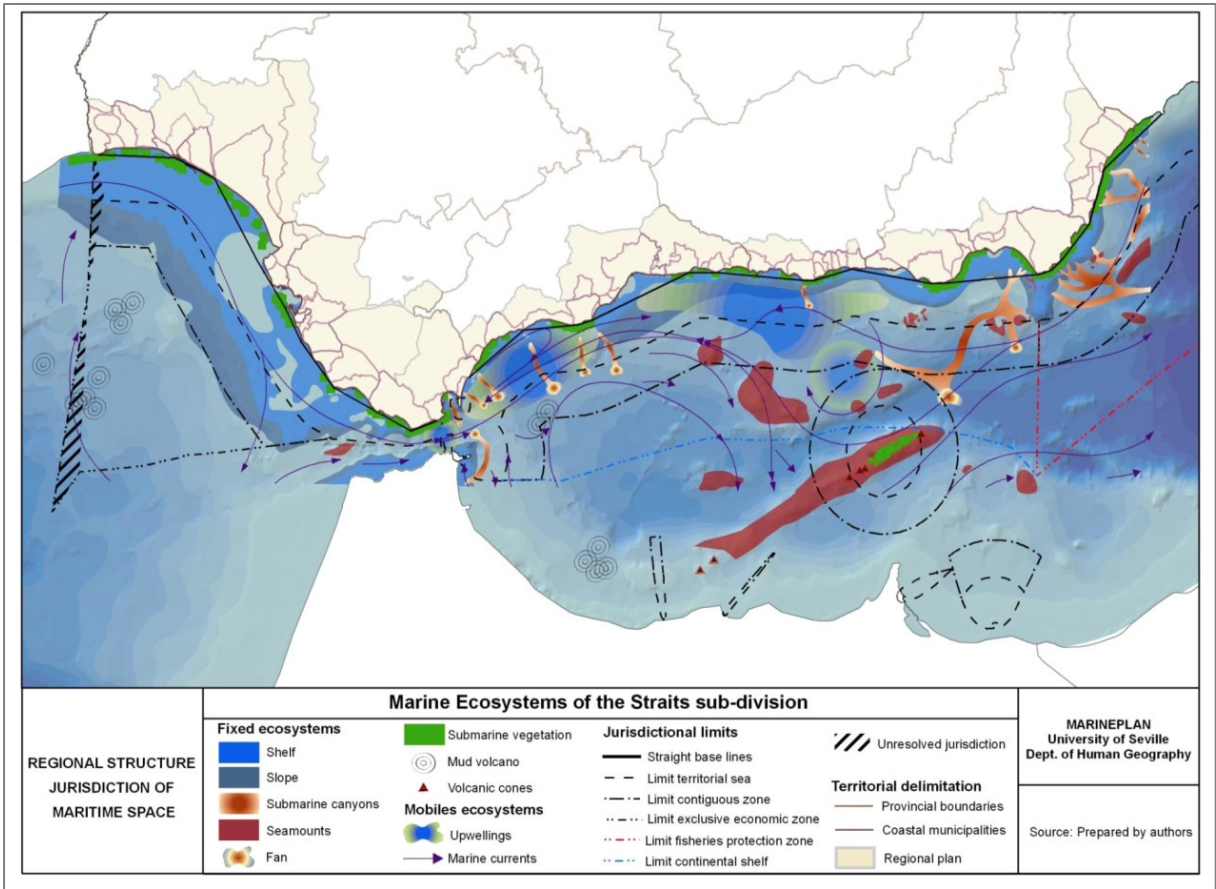 REGIONAL STRUCTURE
JURISDICTION OF
MARITIME SPACE
Marine Ecosystems of the Straits sub-division
Fixed ecosystems
Shelf
Slope
Submarine canyons
Seamounts
Fan
Submarine vegetation
Mud volcano
Volcanic cones
Mobiles ecosystems
Upwellings
Marine currents
Jurisdictional limits
Straight base lines
Limit territorial sea
Limit contiguous zone
Limit exclusive economic zone
Limit fisheries protection zone
Limit continental shelf
Unresolved jurisdiction
Territorial delimitation
Provincial boundaries
Coastal municipalities
Regional plan
MARINEPLAN
University of Seville
Dept. of Human Geography
Source: Prepared by authors